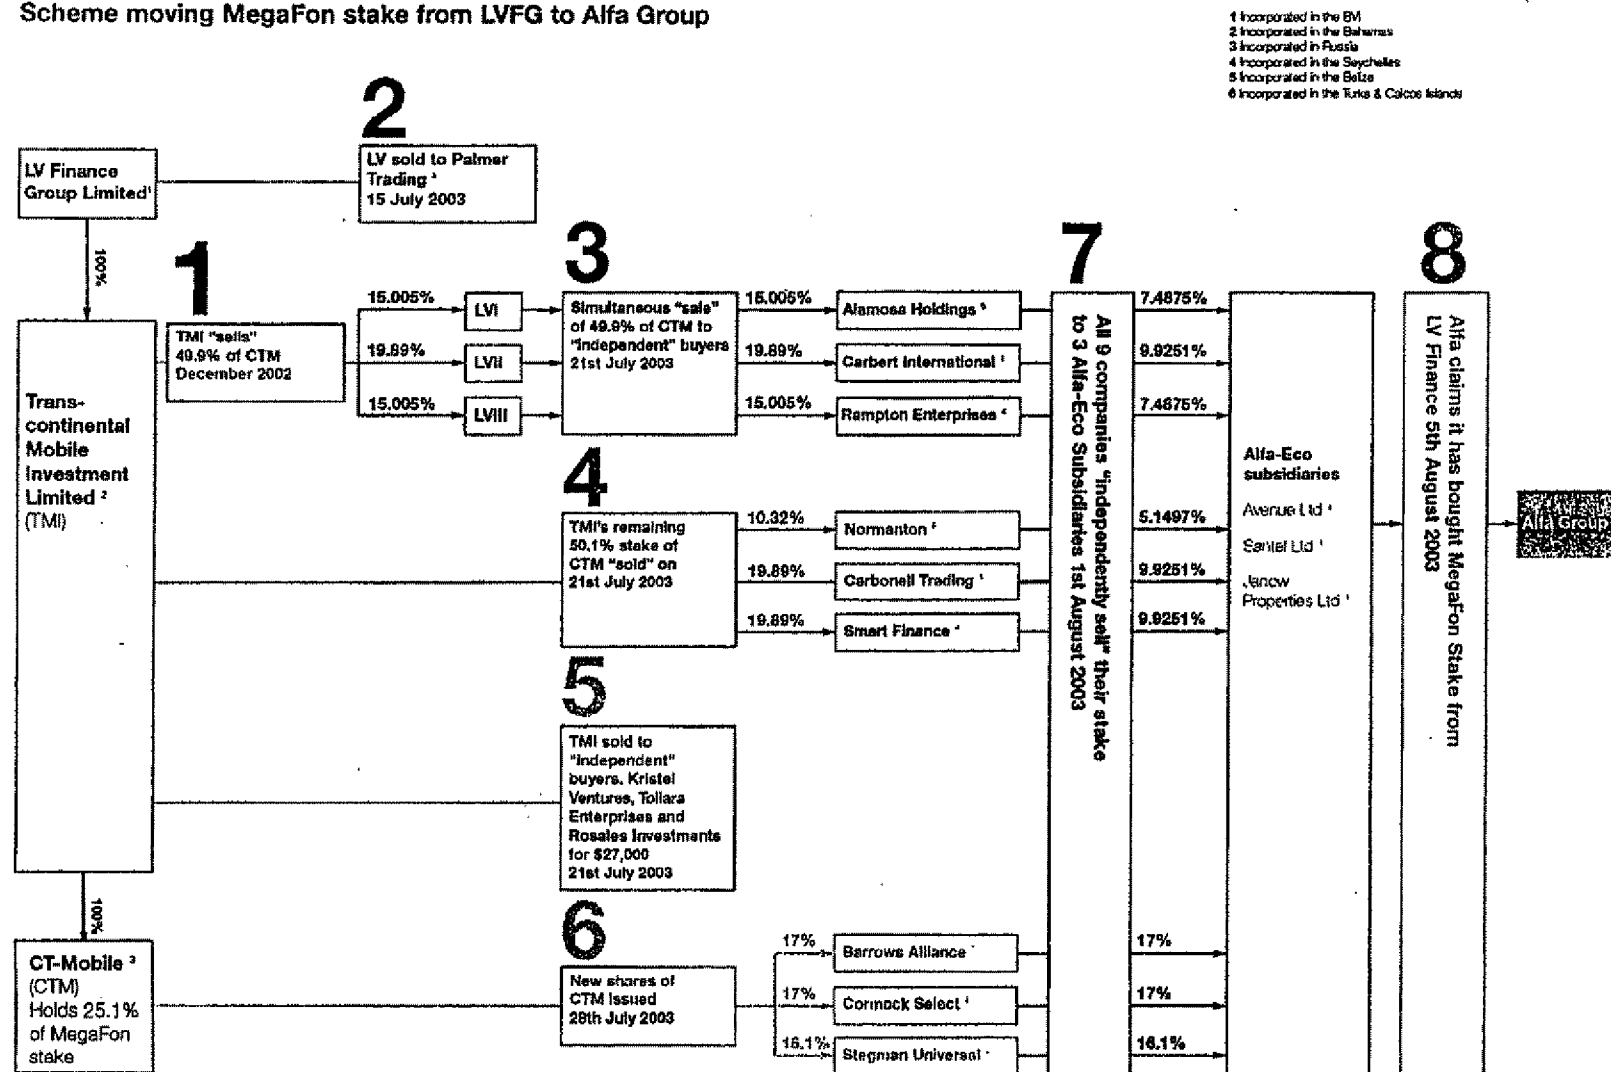 Scheme moving MegaFon stake from LVFG to Alfa Group
1 Incorporated in the BVI
2 Incorporated in the Bahamas
3 Incorporated in Russia
4 Incorporated in the Seychelles
5 Incorporated in the Belize
6 Incorporated in the Turks & Caicos Islands
LV Finance
Group Limited¹
100%
2
LV sold to Palmer
Trading
15 July 2003
Trans-
continental
Mobile
Investment
Limited ²
(TMI)
1
TMI "sells"
49.9% of CTM
December 2002
15.005%
LVI
19.89%
LVII
15.005%
LVIII
3
Simultaneous "sale"
of 49.9% of CTM to
"independent" buyers
21st July 2003
15.005%
Alamosa Holdings
19.89%
Carbert International
15.005%
Rampton Enterprises
4
TMI's remaining
50.1% stake of
CTM "sold" on
21st July 2003
10.32%
Normanton
19.89%
Carbonell Trading
19.89%
Smart Finance
5
TMI sold to
"independent"
buyers. Kristel
Ventures, Tollara
Enterprises and
Rosales Investments
for $27,000
21st July 2003
100%
CT-Mobile ³
(CTM)
Holds 25.1%
of MegaFon
stake
6
New shares of
CTM issued
28th July 2003
17%
Barrows Alliance
17%
Cormack Select
16.1%
Stegman Universal
7
All 9 companies "independently sell" their stake
to 3 Alfa-Eco Subsidiaries 1st August 2003
7.4875%
9.9251%
7.4875%
5.1497%
9.9251%
9.9251%
17%
17%
16.1%
Alfa-Eco
subsidiaries
Avenue Ltd
Santel Ltd
Janow
Properties Ltd
8
Alfa claims it has bought MegaFon Stake from
LV Finance 5th August 2003
Alfa Group